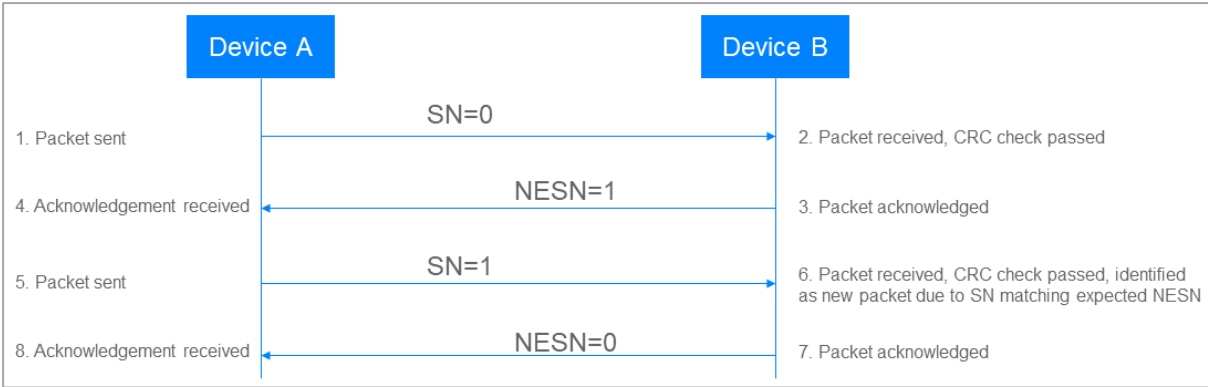 Device A
Device B
SN=0
1. Packet sent
2. Packet received, CRC check passed
NESN=1
4. Acknowledgement received
3. Packet acknowledged
SN=1
5. Packet sent
6. Packet received, CRC check passed, identified
as new packet due to SN matching expected NESN
NESN=0
8. Acknowledgement received
7. Packet acknowledged